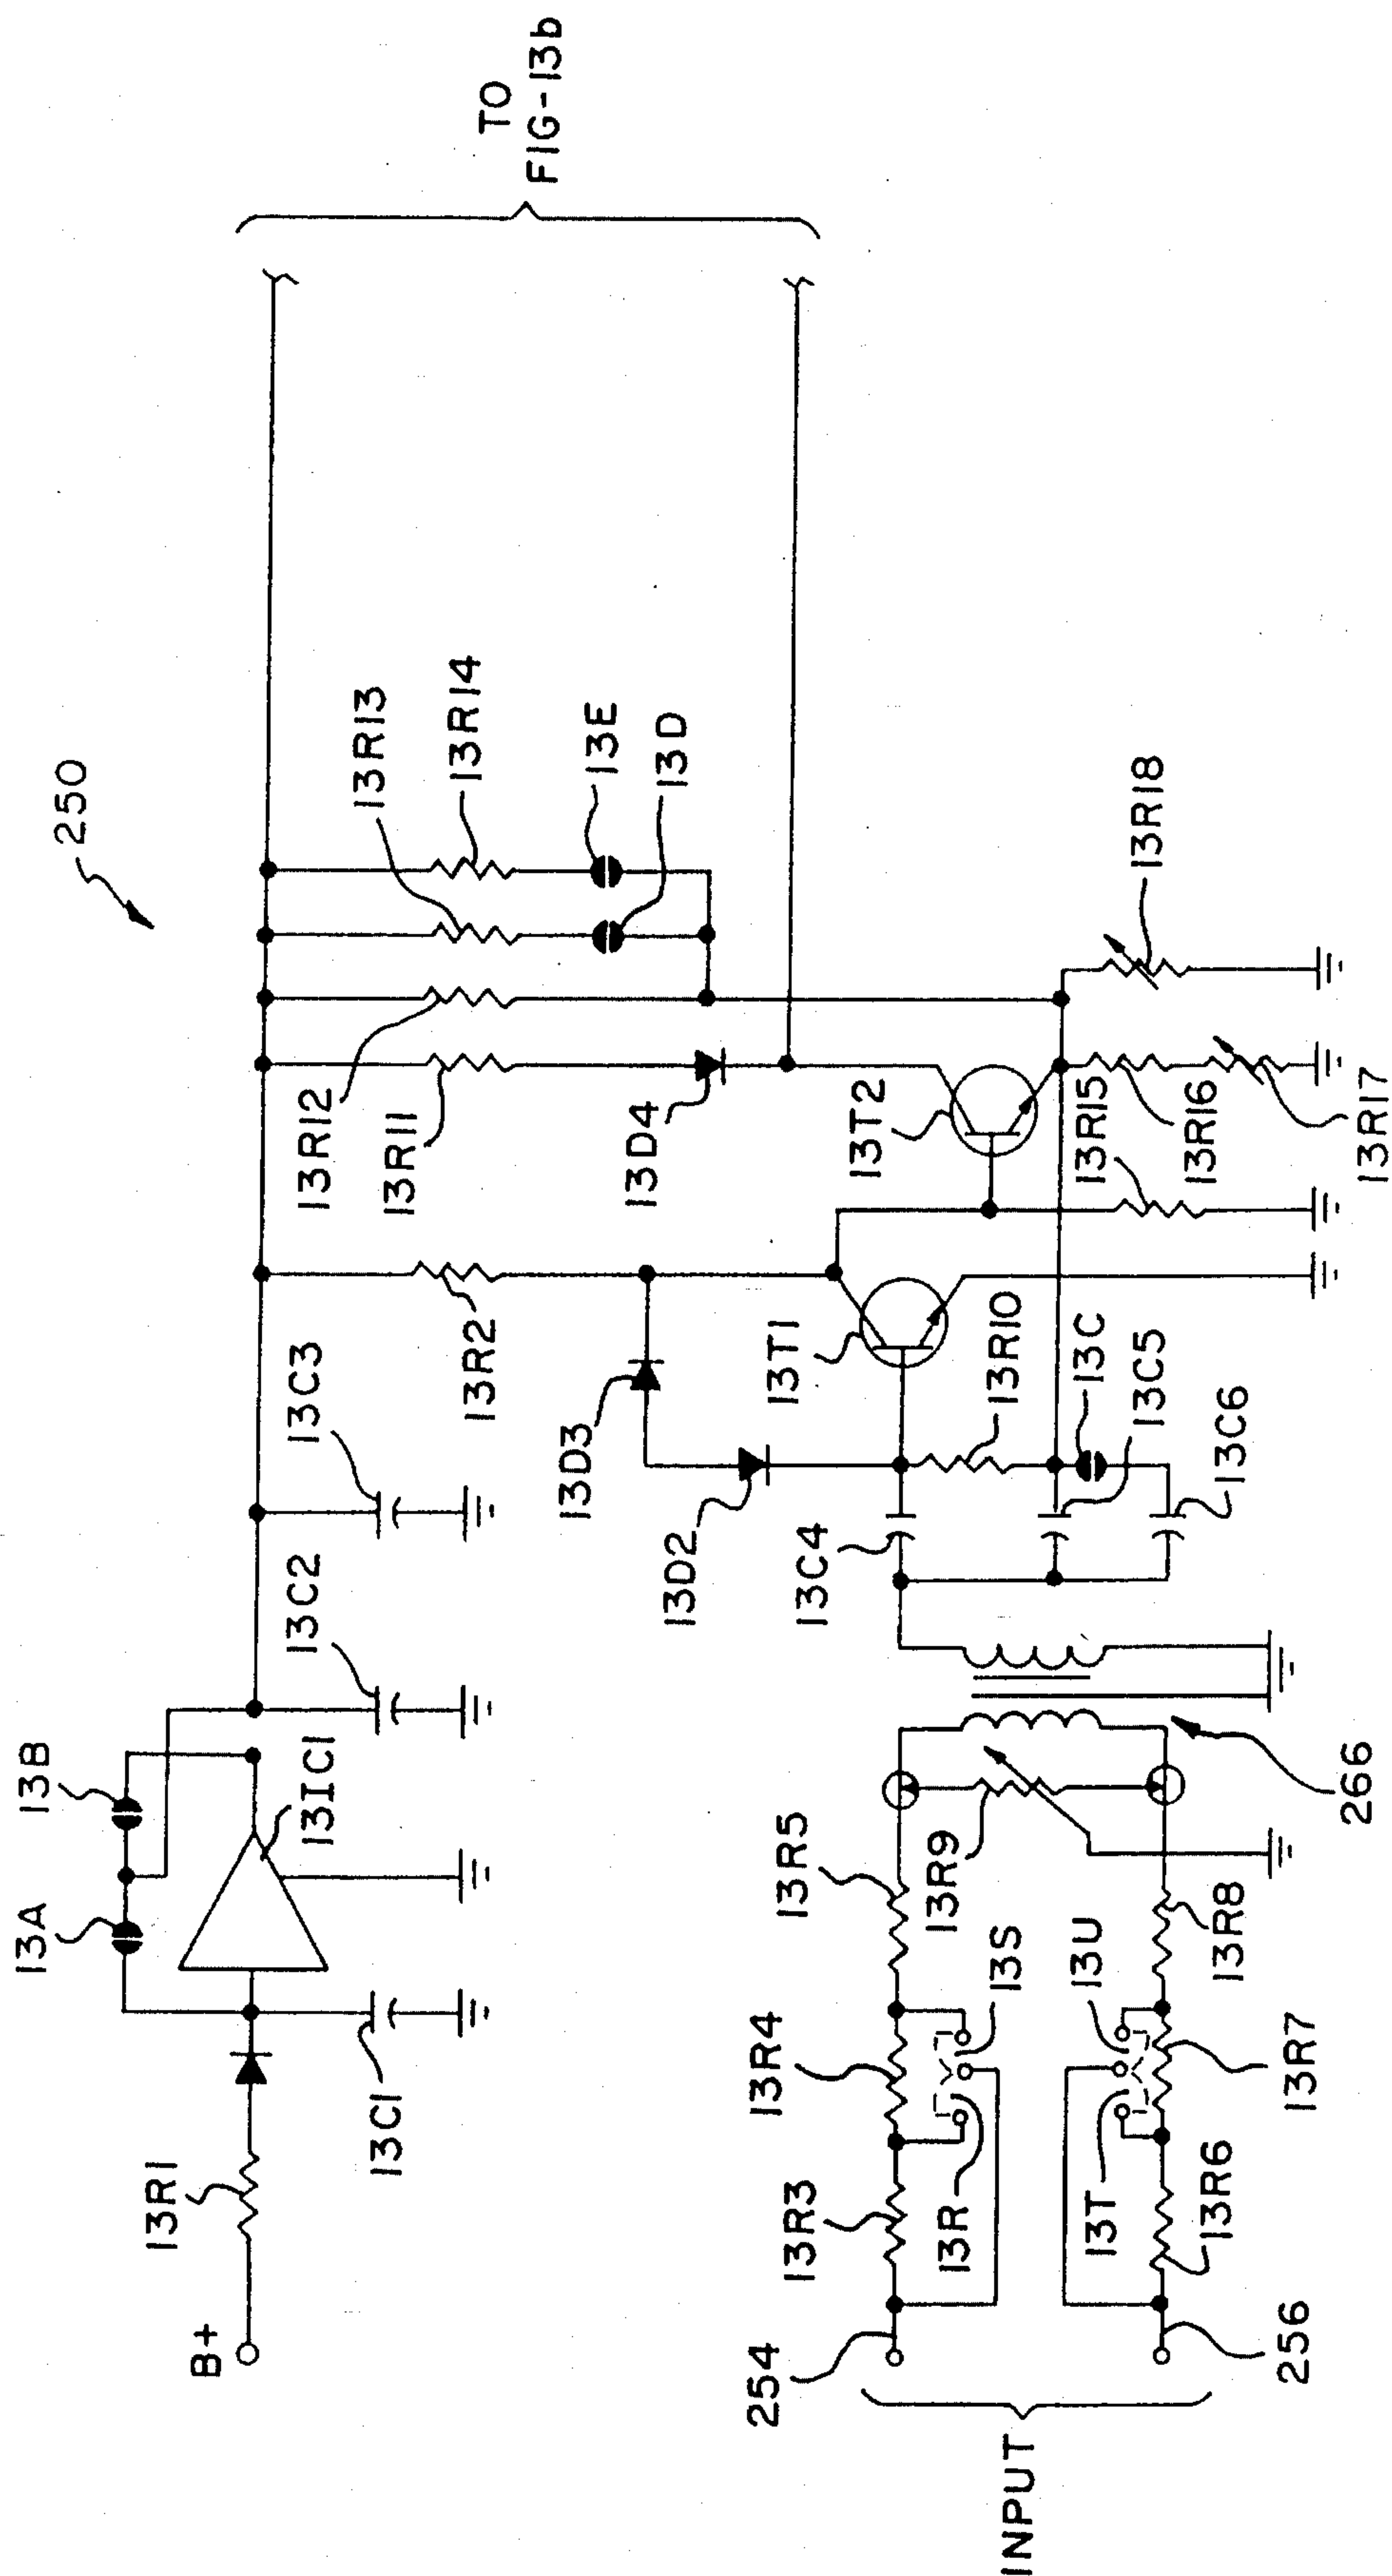 250
TO
FIG-13b
13A
13B
B+
13R1
13IC1
13C1
13C2
13C3
13R12
13R11
13R13
13R14
13E
13D
13R2
13D3
13D4
13D2
13T1
13T2
13R10
13C
13C4
13C5
13C6
13R15
13R16
13R17
13R18
INPUT
254
256
13R3
13R4
13R5
13R
13S
13R9
13T
13U
13R6
13R7
13R8
266